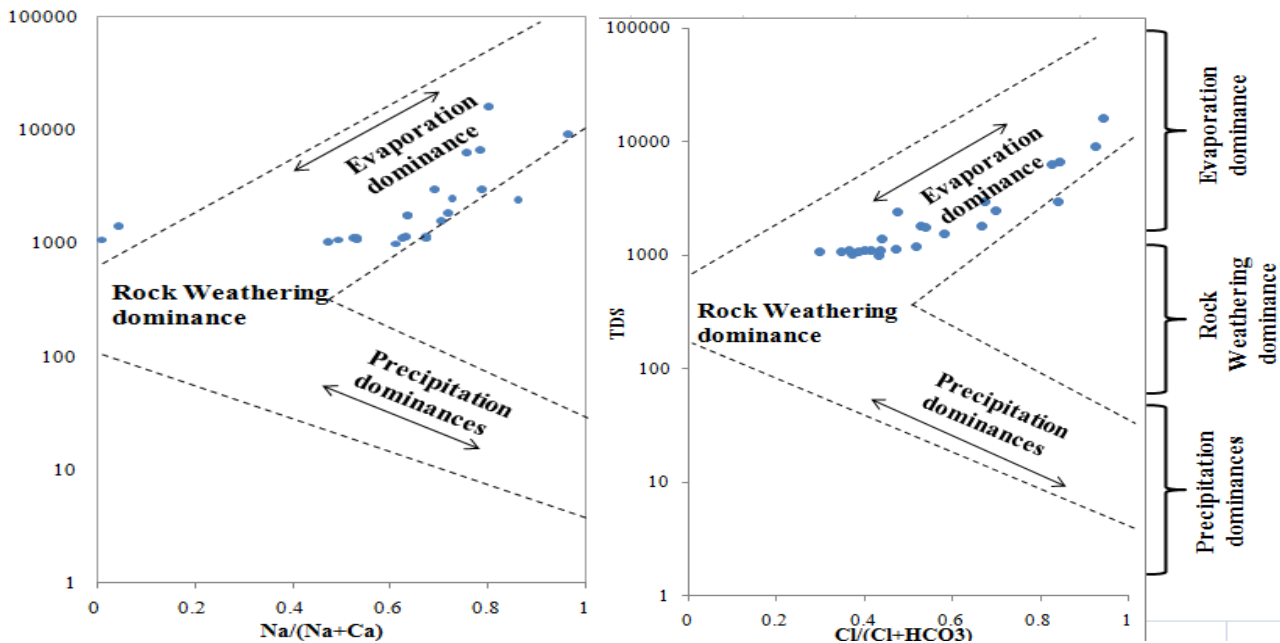 100000
10000
1000
100
10
1
0
0.2
0.4
0.6
0.8
1
Na/(Na+Ca)
Evaporation
dominance
Rock Weathering
dominance
Precipitation
dominances
TDS
100000
10000
1000
100
10
1
0
0.2
0.4
0.6
0.8
1
Cl/(Cl+HCO3)
Evaporation
dominance
Rock Weathering
dominance
Precipitation
dominances
Evaporation
dominance
Rock
Weathering
dominance
Precipitation
dominances